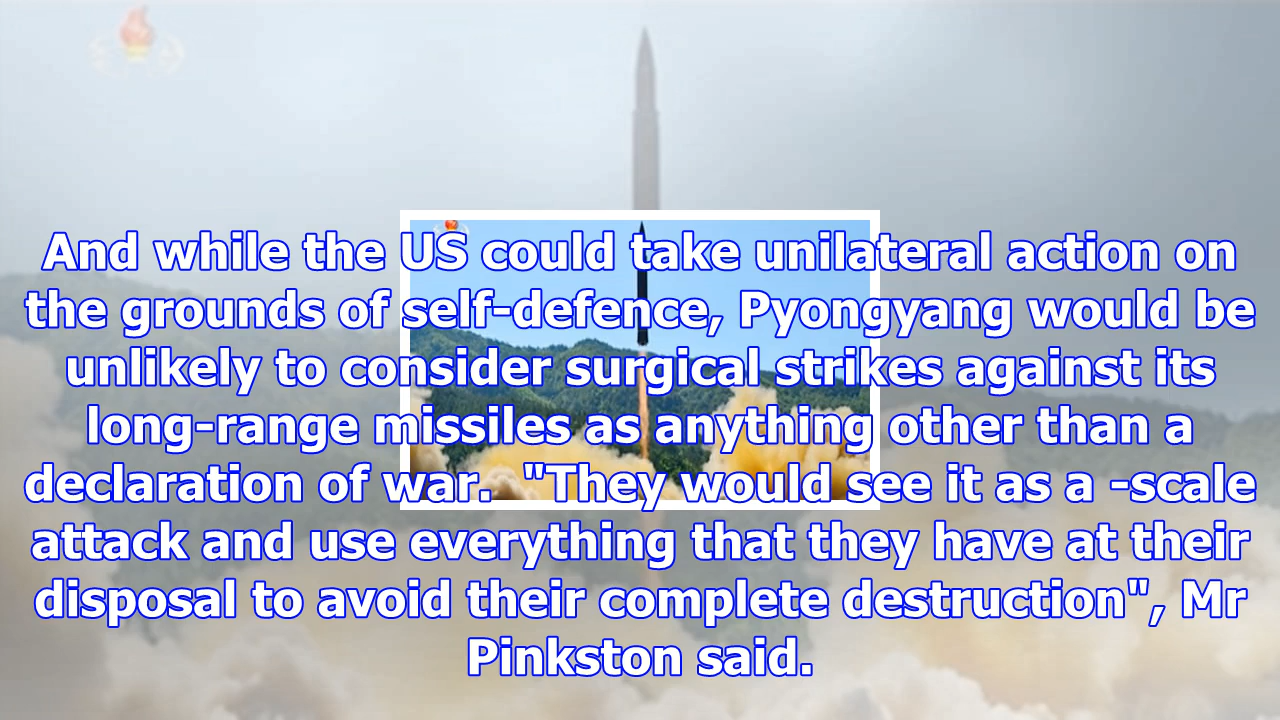 And while the US could take unilateral action on
the grounds of self-defence, Pyongyang would be
unlikely to consider surgical strikes against its
long-range missiles as anything other than a
declaration of war.  "They would see it as a -scale
attack and use everything that they have at their
disposal to avoid their complete destruction", Mr
Pinkston said.